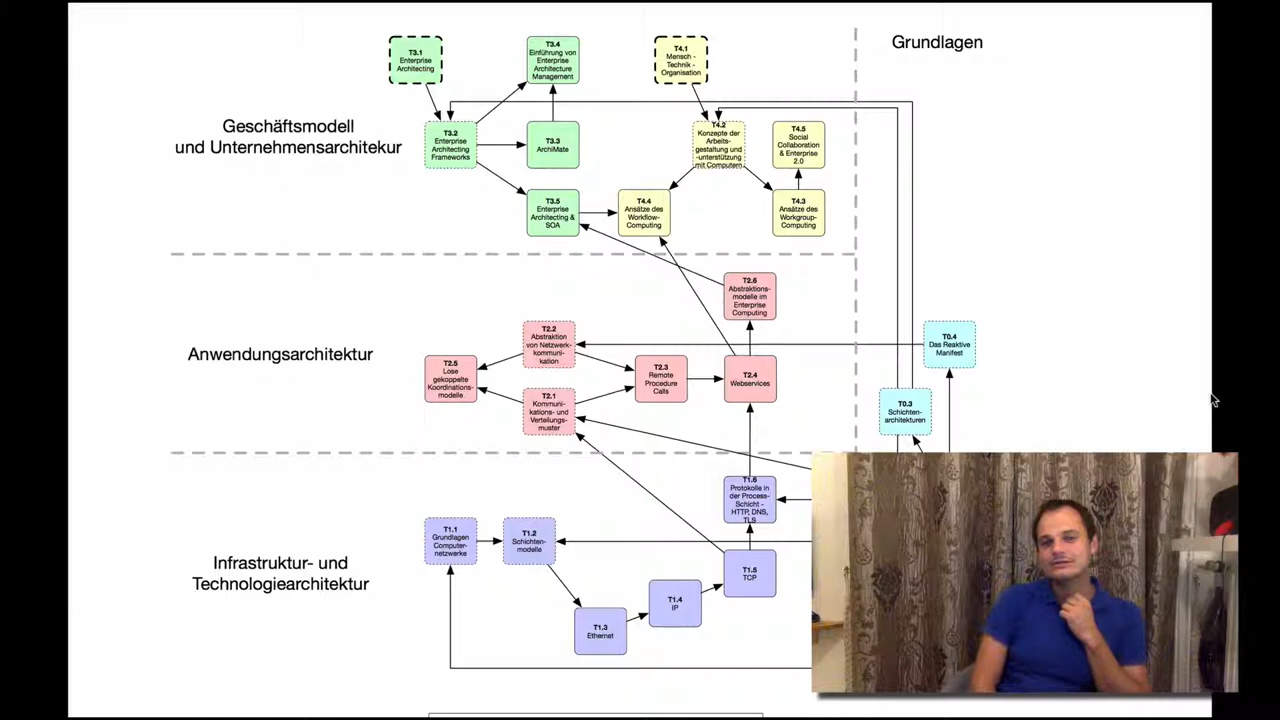 Grundlagen
T3.1
Enterprise
Architecting
T3.4
Einführung von
Enterprise
Architecture
Management
T4.1
Mensch -
Technik -
Organisation
Geschäftsmodell
und Unternehmensarchitekur
T3.2
Enterprise
Architecting
Frameworks
T3.3
ArchiMate
T4.2
Konzepte der
Arbeits-
gestaltung und
-unterstützung
mit Computern
T4.5
Social
Collaboration
& Enterprise
2.0
T3.5
Enterprise
Architecting &
SOA
T4.4
Ansätze des
Workflow-
Computing
T4.3
Ansätze des
Workgroup-
Computing
T2.6
Abstraktions-
modelle im
Enterprise
Computing
Anwendungsarchitektur
T2.2
Abstraktion
von Netzwerk-
kommuni-
kation
T0.4
Das Reaktive
Manifest
T2.5
Lose
gekoppelte
Koordinations-
modelle
T2.3
Remote
Procedure
Calls
T2.4
Webservices
T2.1
Kommuni-
kations- und
Verteilungs-
muster
T0.3
Schichten-
architekturen
T1.6
Protokolle in
der Process-
Schicht -
HTTP, DNS,
TLS
Infrastruktur- und
Technologiearchitektur
T1.1
Grundlagen
Computer-
netzwerke
T1.2
Schichten-
modelle
T1.5
TCP
T1.4
IP
T1.3
Ethernet